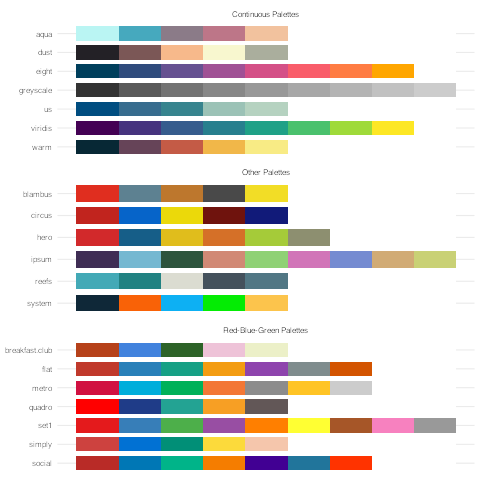 Continuous Palettes
aqua
dust
eight
greyscale
us
viridis
warm
Other Palettes
blambus
circus
hero
ipsum
reefs
system
Red-Blue-Green Palettes
breakfast.club
flat
metro
quadro
set1
simply
social